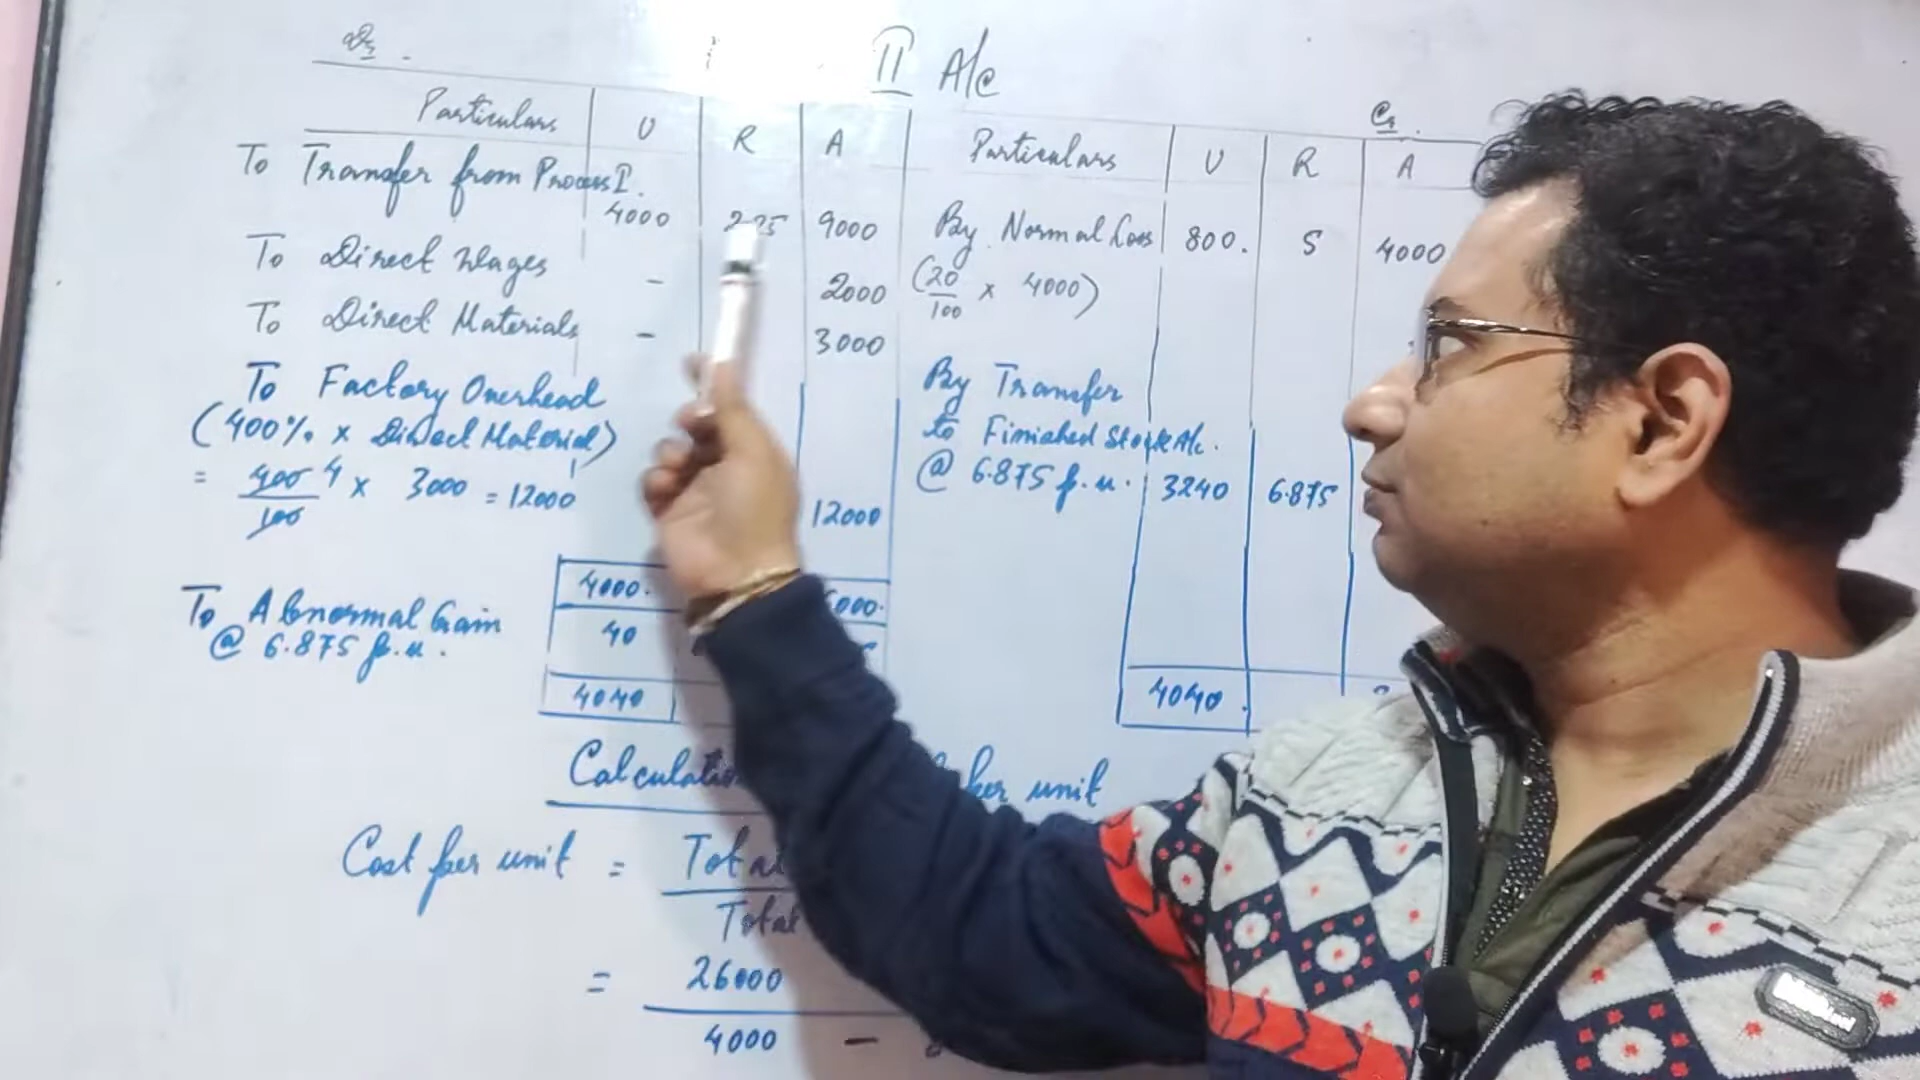 Dr.
II A/c
Cr.
Particulars U R A Particulars U R A
To Transfer from Process I.
4000 2.25 9000 By Normal Loss 800. 5 4000
To Direct Wages - 2000 (20/100 x 4000)
To Direct Materials - 3000
To Factory Overhead
(400% x Direct Material)
= 400/100 4 x 3000 = 12000
12000
By Transfer
to Finished Stock A/c.
@ 6.875 p.u. 3240 6.875
4000.
To Abnormal Gain 40
@ 6.875 p.u.
4040 4040
per unit
Cost per unit = Total
Total
= 26000
4000 -